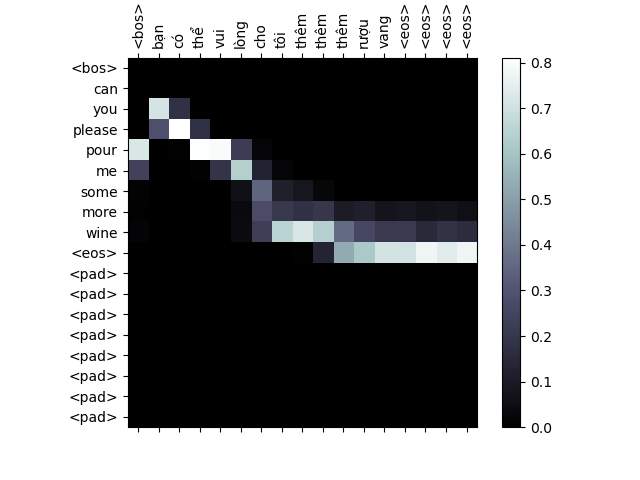 <bos>
bạn
có
thể
vui
lòng
cho
tôi
thêm
thêm
thêm
rượu
vang
<eos>
<eos>
<eos>
<eos>
<bos>
can
you
please
pour
me
some
more
wine
<eos>
<pad>
<pad>
<pad>
<pad>
<pad>
<pad>
<pad>
<pad>
0.8
0.7
0.6
0.5
0.4
0.3
0.2
0.1
0.0